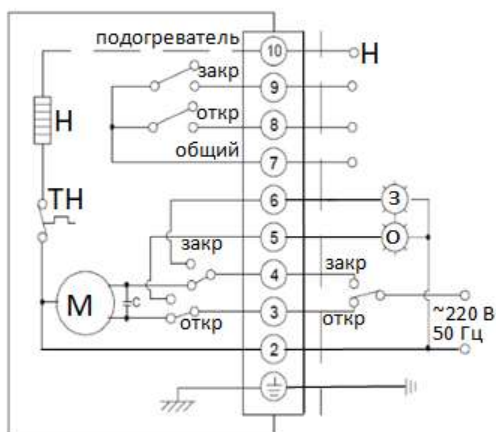 подогреватель 10 Н
закр 9
Н откр 8
общий 7
ТН 6 З
5 О
закр 4 закр
М С 3 ~220 В
откр откр 50 Гц
2